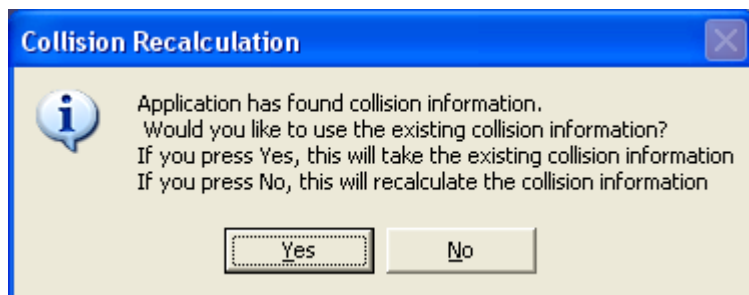 Collision Recalculation
Application has found collision information.
Would you like to use the existing collision information?
If you press Yes, this will take the existing collision information
If you press No, this will recalculate the collision information
Yes
No